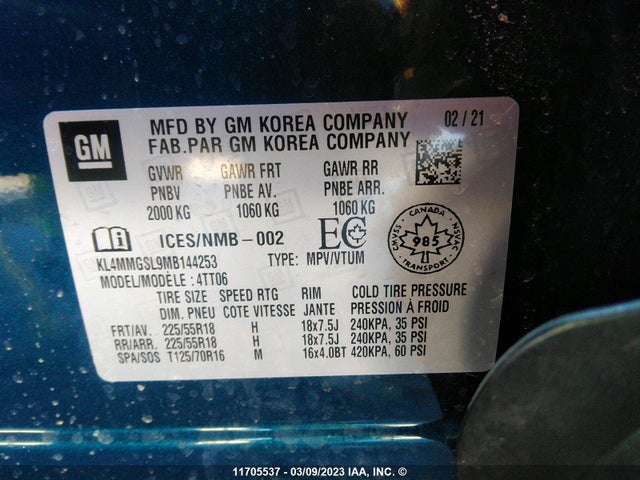 GM
MFD BY GM KOREA COMPANY 02 / 21
FAB.PAR GM KOREA COMPANY
GVWR GAWR FRT GAWR RR
PNBV PNBE AV. PNBE ARR.
2000 KG 1060 KG 1060 KG
ICES/NMB-002 EC
CANADA
CMVSS 985 NSVAC
TRANSPORT
KL4MMGSL9MB144253 TYPE: MPV/VTUM
MODEL/MODÈLE : 4TT06
TIRE SIZE SPEED RTG RIM COLD TIRE PRESSURE
DIM. PNEU COTE VITESSE JANTE PRESSION À FROID
FRT/AV. 225/55R18 H 18x7.5J 240KPA, 35 PSI
RR/ARR. 225/55R18 H 18x7.5J 240KPA, 35 PSI
SPA/SOS T125/70R16 M 16x4.0BT 420KPA, 60 PSI
11705537 - 03/09/2023 IAA, INC. ©